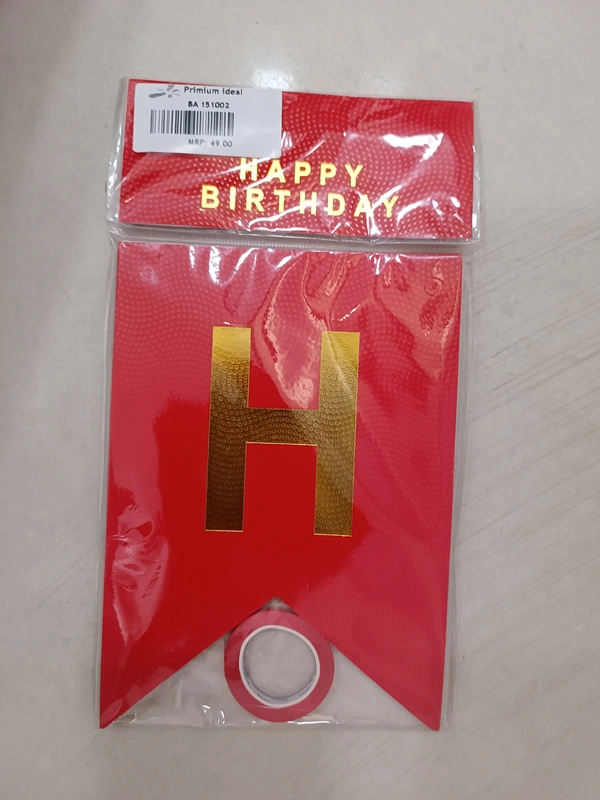 Primium ideal
BA 151002
MRP: 49.00
HAPPY
BIRTHDAY
H